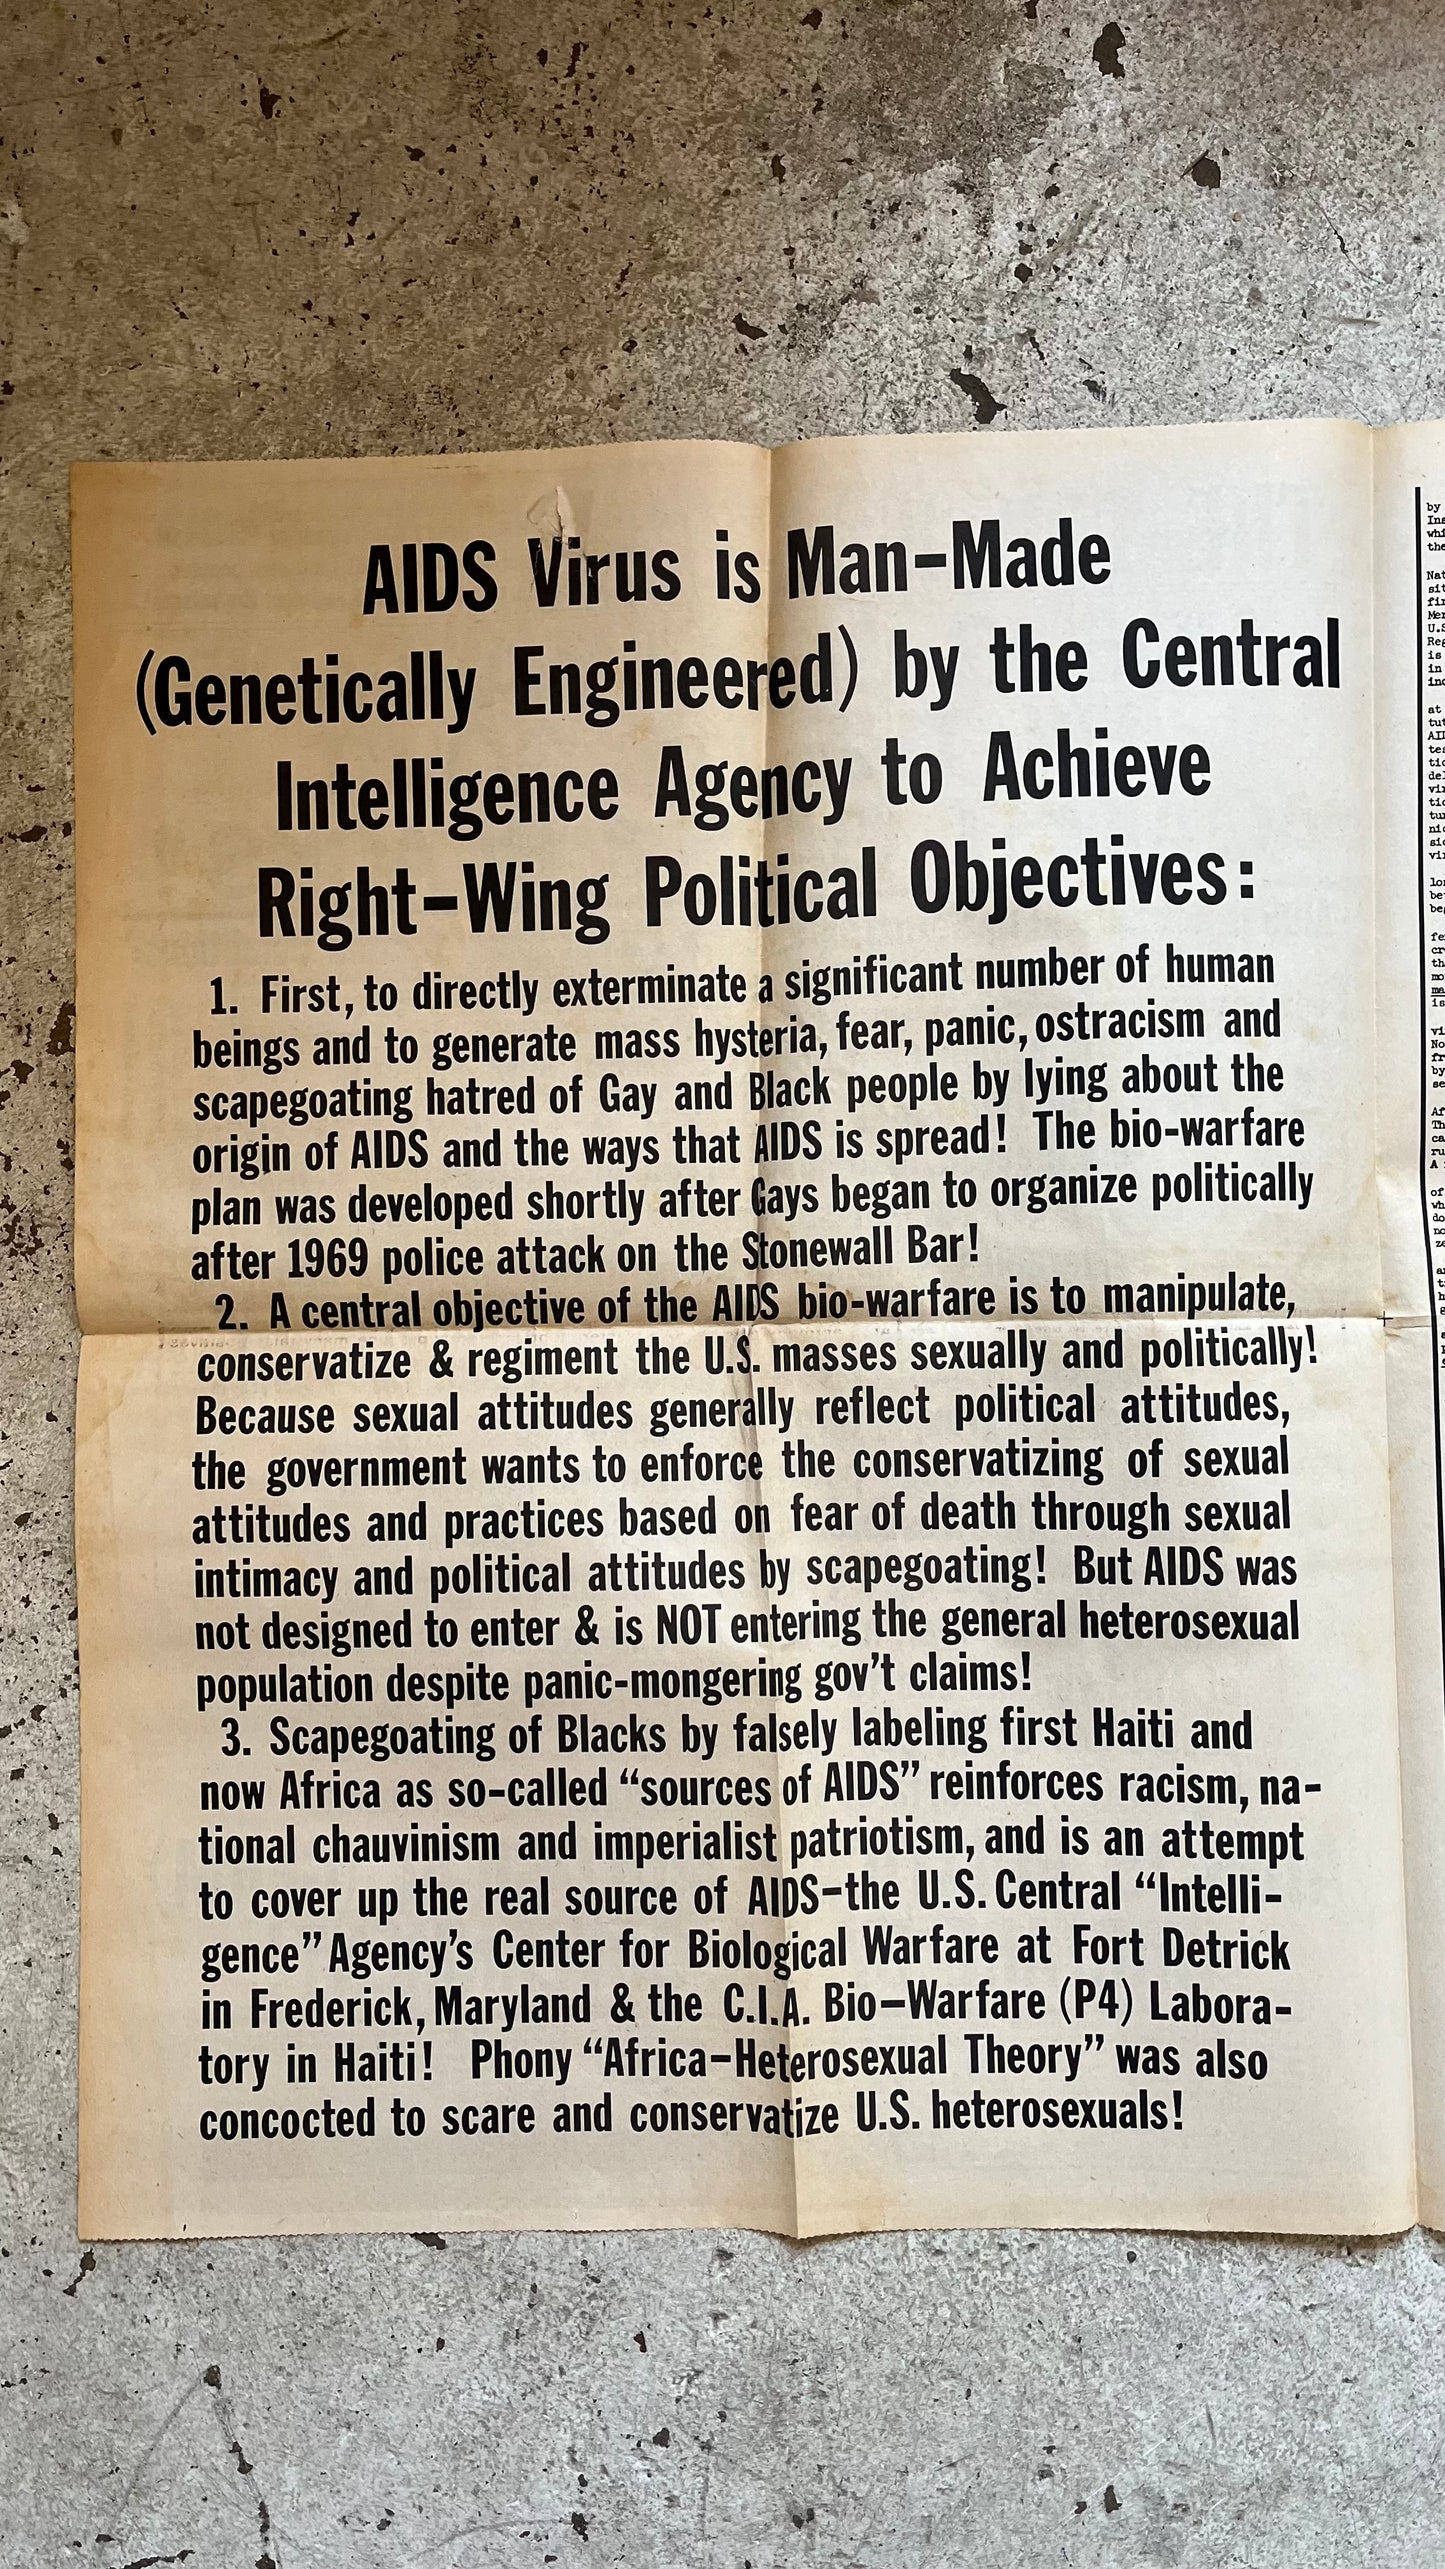 AIDS Virus is Man-Made
(Genetically Engineered) by the Central
Intelligence Agency to Achieve
Right-Wing Political Objectives:
1. First, to directly exterminate a significant number of human
beings and to generate mass hysteria, fear, panic, ostracism and
scapegoating hatred of Gay and Black people by lying about the
origin of AIDS and the ways that AIDS is spread! The bio-warfare
plan was developed shortly after Gays began to organize politically
after 1969 police attack on the Stonewall Bar!
2. A central objective of the AIDS bio-warfare is to manipulate,
conservatize & regiment the U.S. masses sexually and politically!
Because sexual attitudes generally reflect political attitudes,
the government wants to enforce the conservatizing of sexual
attitudes and practices based on fear of death through sexual
intimacy and political attitudes by scapegoating! But AIDS was
not designed to enter & is NOT entering the general heterosexual
population despite panic-mongering gov't claims!
3. Scapegoating of Blacks by falsely labeling first Haiti and
now Africa as so-called “sources of AIDS” reinforces racism, na-
tional chauvinism and imperialist patriotism, and is an attempt
to cover up the real source of AIDS-the U.S. Central “Intelli-
gence” Agency's Center for Biological Warfare at Fort Detrick
in Frederick, Maryland & the C.I.A. Bio-Warfare (P4) Labora-
tory in Haiti! Phony “Africa-Heterosexual Theory” was also
concocted to scare and conservatize U.S. heterosexuals!